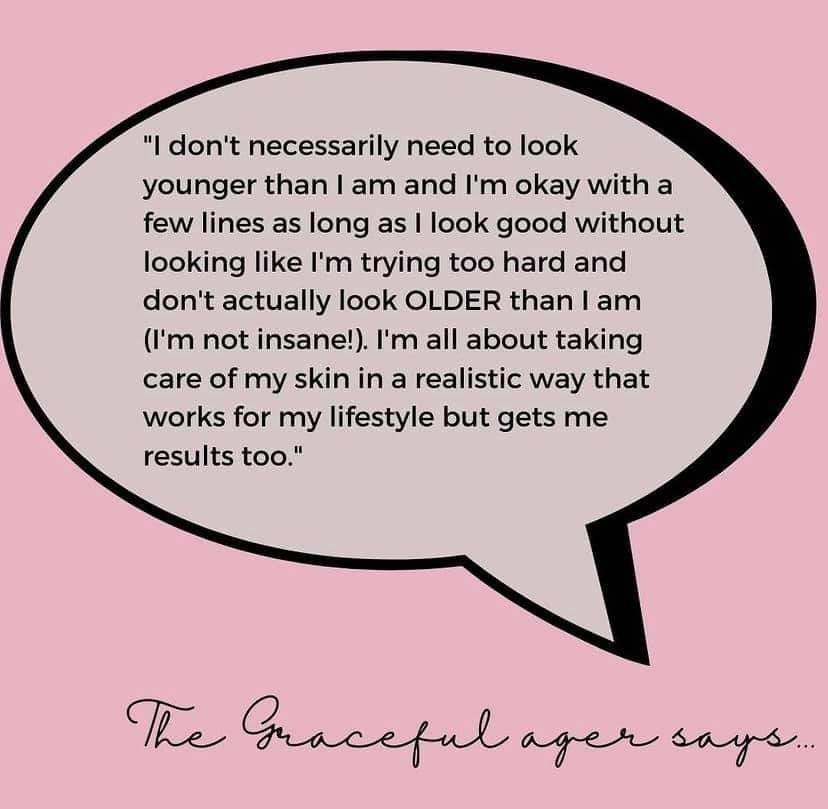 "I don't necessarily need to look
younger than I am and I'm okay with a
few lines as long as I look good without
looking like I'm trying too hard and
don't actually look OLDER than I am
(I'm not insane!). I'm all about taking
care of my skin in a realistic way that
works for my lifestyle but gets me
results too."
The Graceful ager says...